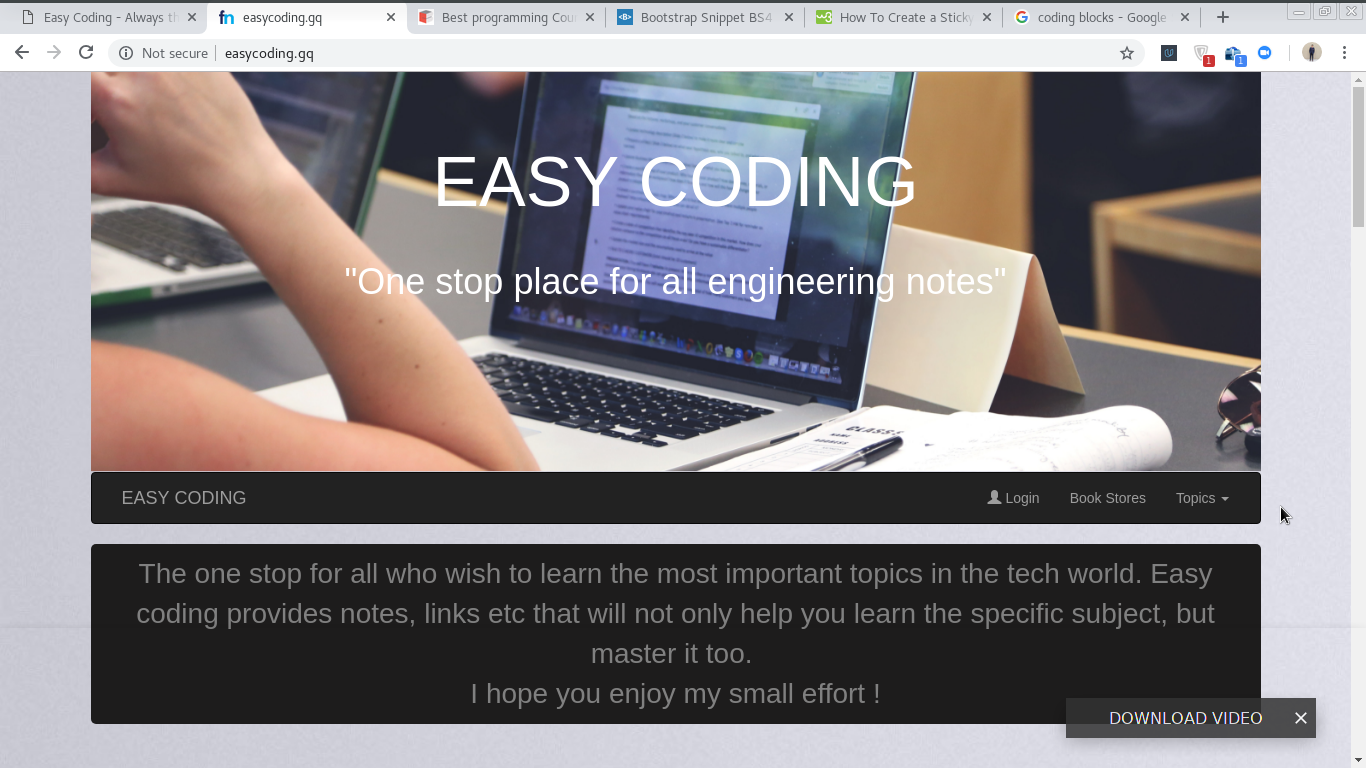 Easy Coding - Always th
easycoding.gq
Best programming Cour
Bootstrap Snippet BS4
How To Create a Sticky
coding blocks - Google
Not secure
easycoding.gq
1
1
EASY CODING
"One stop place for all engineering notes"
CLASS:
NAME
ADDRESS
EASY CODING
Login
Book Stores
Topics
The one stop for all who wish to learn the most important topics in the tech world. Easy
coding provides notes, links etc that will not only help you learn the specific subject, but
master it too.
I hope you enjoy my small effort !
DOWNLOAD VIDEO